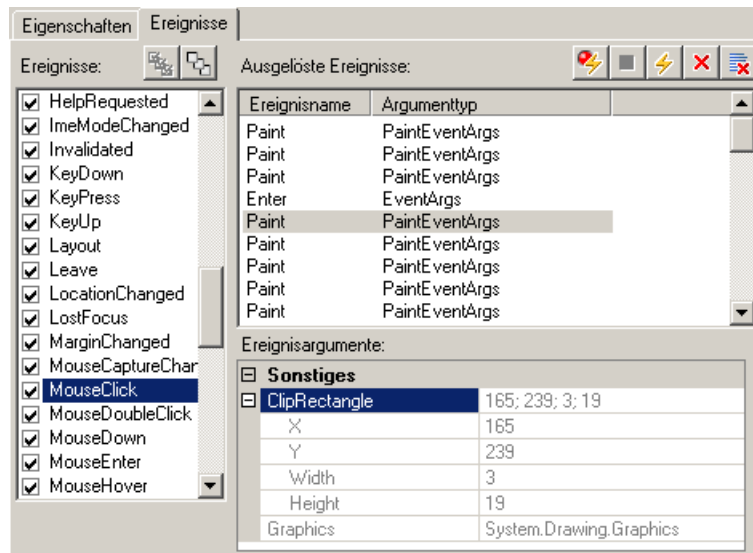 Eigenschaften Ereignisse
Ereignisse:
HelpRequested
ImeModeChanged
Invalidated
KeyDown
KeyPress
KeyUp
Layout
Leave
LocationChanged
LostFocus
MarginChanged
MouseCaptureChar
MouseClick
MouseDoubleClick
MouseDown
MouseEnter
MouseHover
Ausgelöste Ereignisse:
Ereignisname Argumenttyp
Paint PaintEventArgs
Paint PaintEventArgs
Paint PaintEventArgs
Enter EventArgs
Paint PaintEventArgs
Paint PaintEventArgs
Paint PaintEventArgs
Paint PaintEventArgs
Paint PaintEventArgs
Ereignisargumente:
Sonstiges
ClipRectangle 165; 239; 3; 19
X 165
Y 239
Width 3
Height 19
Graphics System.Drawing.Graphics